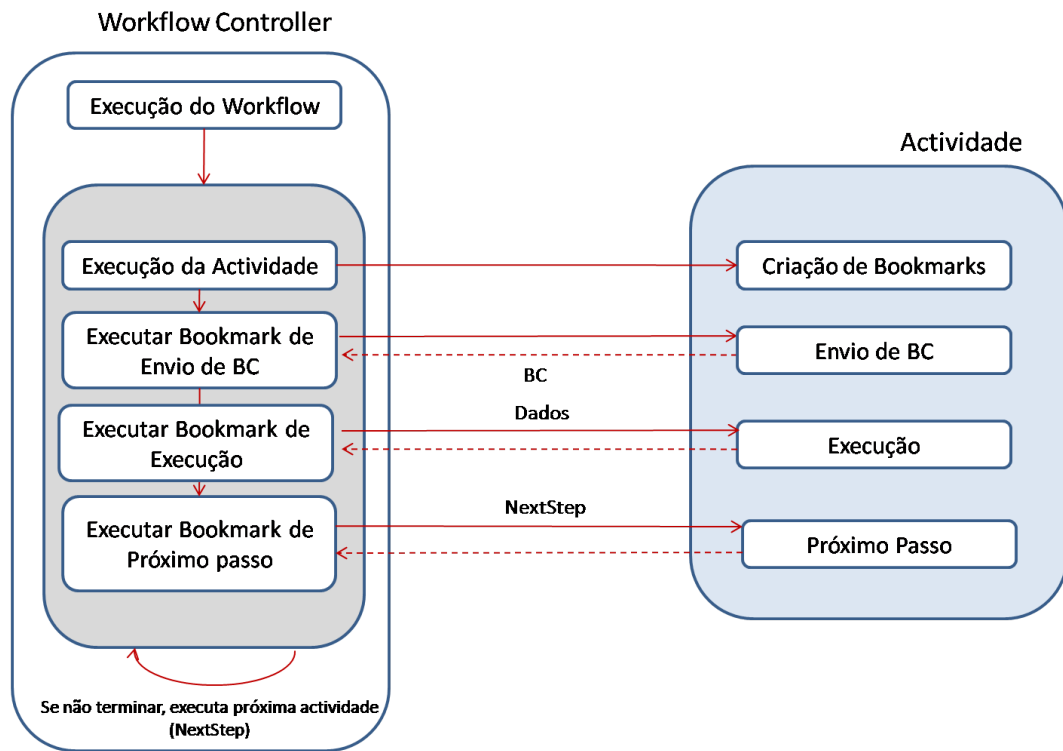 Workflow Controller
Execução do Workflow
Actividade
Execução da Actividade
Criação de Bookmarks
Executar Bookmark de
Envio de BC
Envio de BC
BC
Dados
Executar Bookmark de
Execução
Execução
NextStep
Executar Bookmark de
Próximo passo
Próximo Passo
Se não terminar, executa próxima actividade
(NextStep)